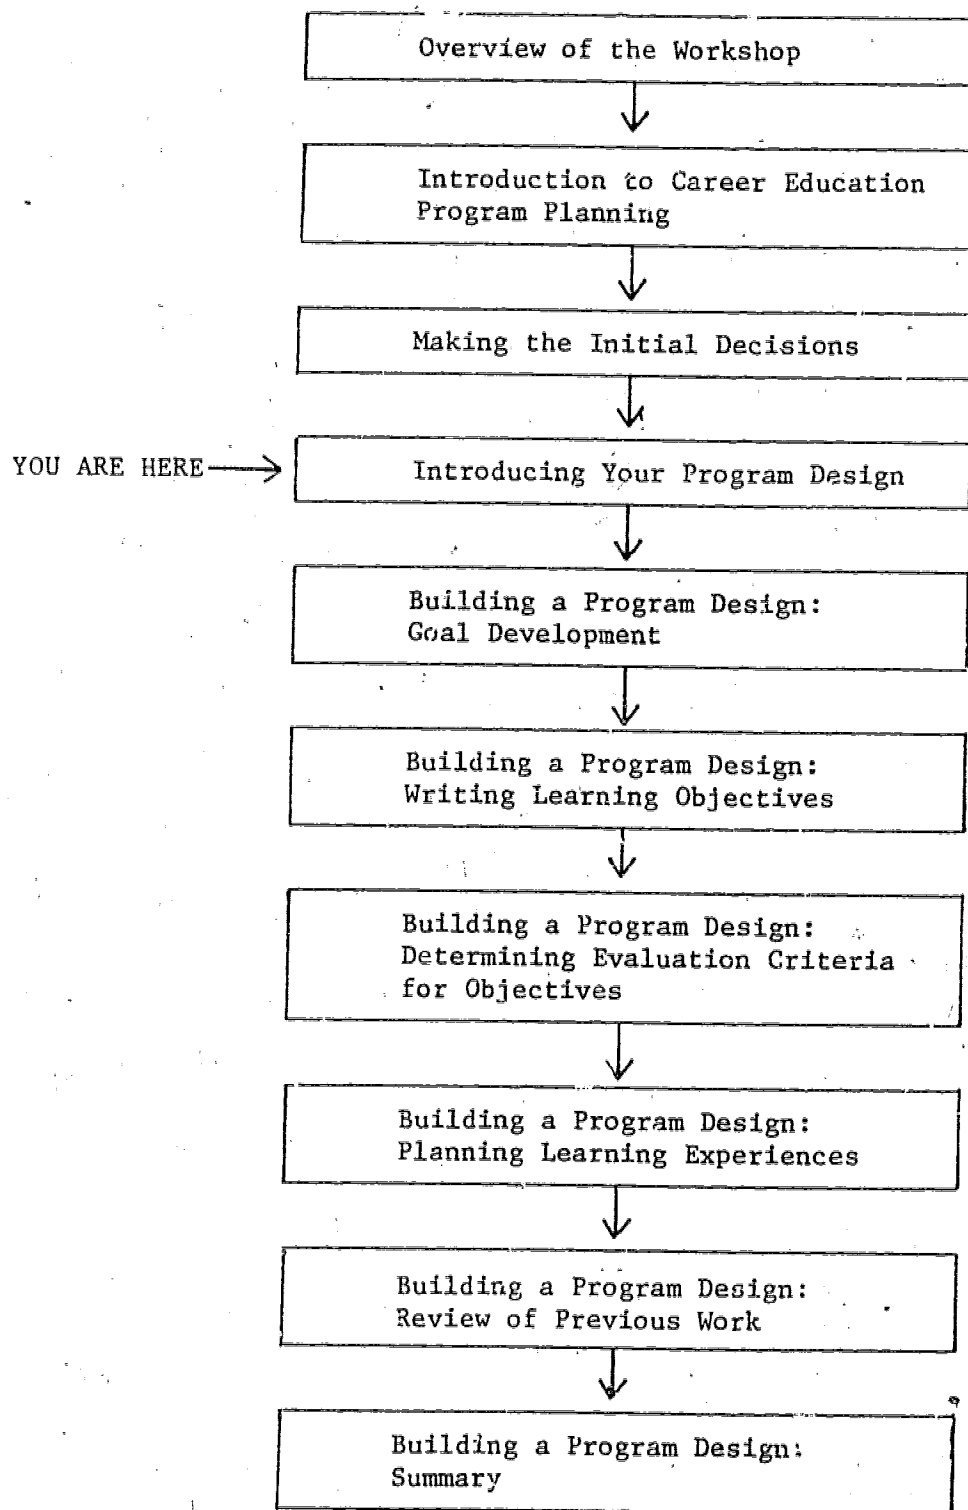 Overview of the Workshop
Introduction to Career Education
Program Planning
Making the Initial Decisions
YOU ARE HERE
Introducing Your Program Design
Building a Program Design:
Goal Development
Building a Program Design:
Writing Learning Objectives
Building a Program Design:
Determining Evaluation Criteria
for Objectives
Building a Program Design:
Planning Learning Experiences
Building a Program Design:
Review of Previous Work
Building a Program Design:
Summary